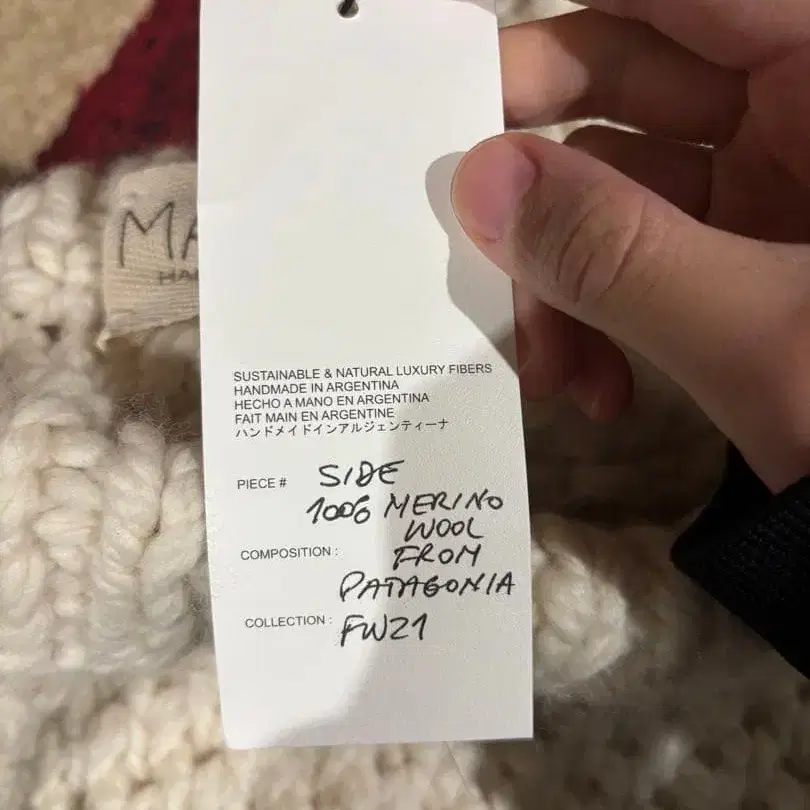 MA
HA
SUSTAINABLE & NATURAL LUXURY FIBERS
HANDMADE IN ARGENTINA
HECHO A MANO EN ARGENTINA
FAIT MAIN EN ARGENTINE
ハンドメイドインアルジェンティーナ
PIECE # SIDE
100% MERINO
WOOL
COMPOSITION : FROM
PATAGONIA
COLLECTION : FW21